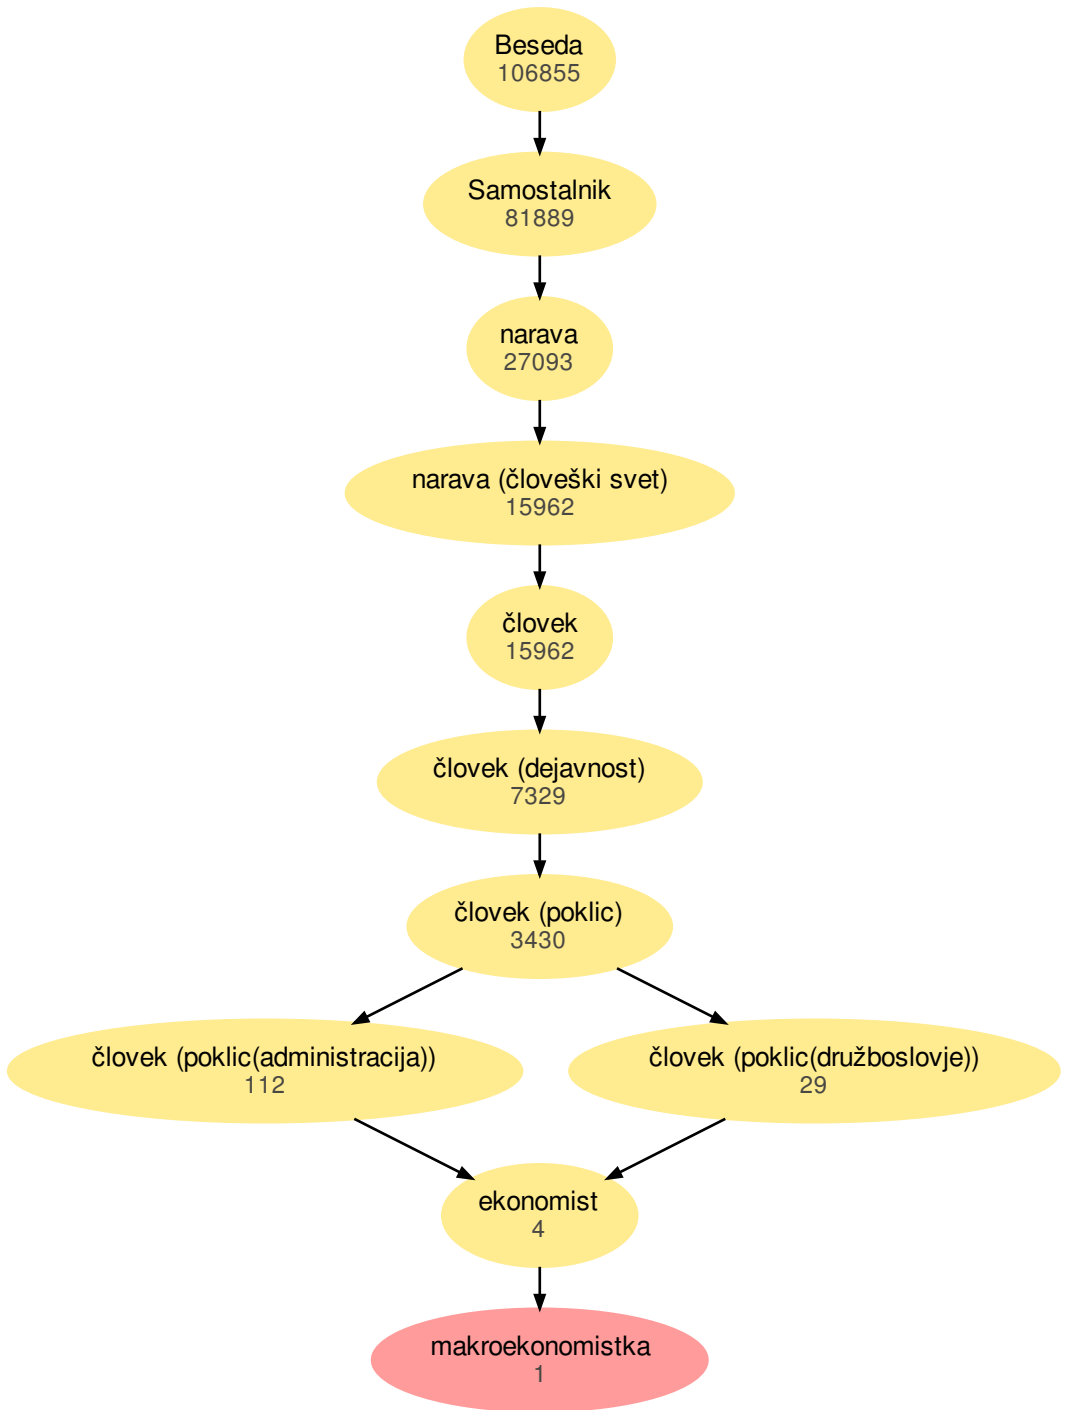 Beseda
106855
Samostalnik
81889
narava
27093
narava (človeški svet)
15962
človek
15962
človek (dejavnost)
7329
človek (poklic)
3430
človek (poklic(administracija))
112
človek (poklic(družboslovje))
29
ekonomist
4
makroekonomistka
1